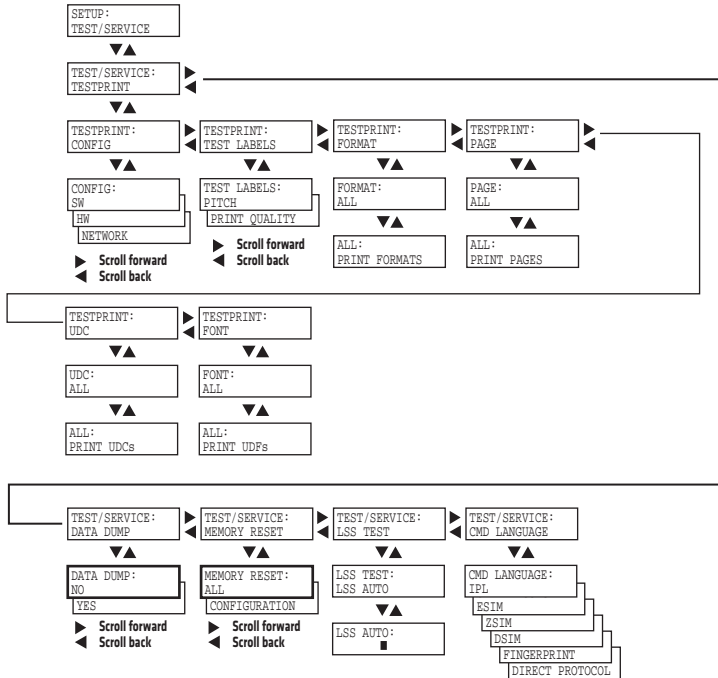 SETUP:
TEST/SERVICE
TEST/SERVICE:
TESTPRINT
TESTPRINT:
CONFIG
TESTPRINT:
TEST LABELS
TESTPRINT:
FORMAT
TESTPRINT:
PAGE
CONFIG:
SW
HW
NETWORK
Scroll forward
Scroll back
TEST LABELS:
PITCH
PRINT QUALITY
Scroll forward
Scroll back
FORMAT:
ALL
ALL:
PRINT FORMATS
PAGE:
ALL
ALL:
PRINT PAGES
TESTPRINT:
UDC
TESTPRINT:
FONT
UDC:
ALL
FONT:
ALL
ALL:
PRINT UDCs
ALL:
PRINT UDFs
TEST/SERVICE:
DATA DUMP
TEST/SERVICE:
MEMORY RESET
TEST/SERVICE:
LSS TEST
TEST/SERVICE:
CMD LANGUAGE
DATA DUMP:
NO
YES
Scroll forward
Scroll back
MEMORY RESET:
ALL
CONFIGURATION
Scroll forward
Scroll back
LSS TEST:
LSS AUTO
LSS AUTO:
CMD LANGUAGE:
IPL
ESIM
ZSIM
DSIM
FINGERPRINT
DIRECT PROTOCOL